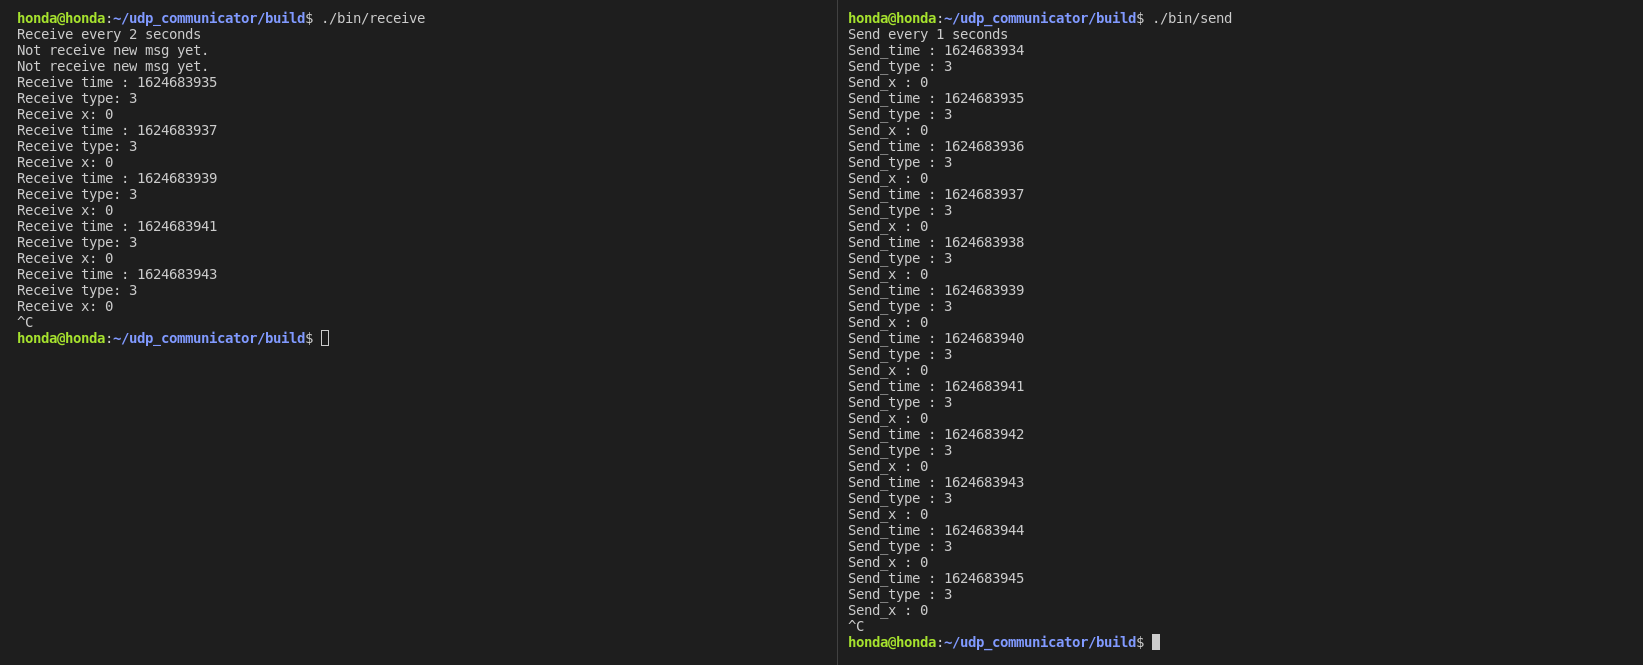 honda@honda:~/udp_communicator/build$ ./bin/receive
Receive every 2 seconds
Not receive new msg yet.
Not receive new msg yet.
Receive time : 1624683935
Receive type: 3
Receive x: 0
Receive time : 1624683937
Receive type: 3
Receive x: 0
Receive time : 1624683939
Receive type: 3
Receive x: 0
Receive time : 1624683941
Receive type: 3
Receive x: 0
Receive time : 1624683943
Receive type: 3
Receive x: 0
^C
honda@honda:~/udp_communicator/build$
honda@honda:~/udp_communicator/build$ ./bin/send
Send every 1 seconds
Send_time : 1624683934
Send_type : 3
Send_x : 0
Send_time : 1624683935
Send_type : 3
Send_x : 0
Send_time : 1624683936
Send_type : 3
Send_x : 0
Send_time : 1624683937
Send_type : 3
Send_x : 0
Send_time : 1624683938
Send_type : 3
Send_x : 0
Send_time : 1624683939
Send_type : 3
Send_x : 0
Send_time : 1624683940
Send_type : 3
Send_x : 0
Send_time : 1624683941
Send_type : 3
Send_x : 0
Send_time : 1624683942
Send_type : 3
Send_x : 0
Send_time : 1624683943
Send_type : 3
Send_x : 0
Send_time : 1624683944
Send_type : 3
Send_x : 0
Send_time : 1624683945
Send_type : 3
Send_x : 0
^C
honda@honda:~/udp_communicator/build$